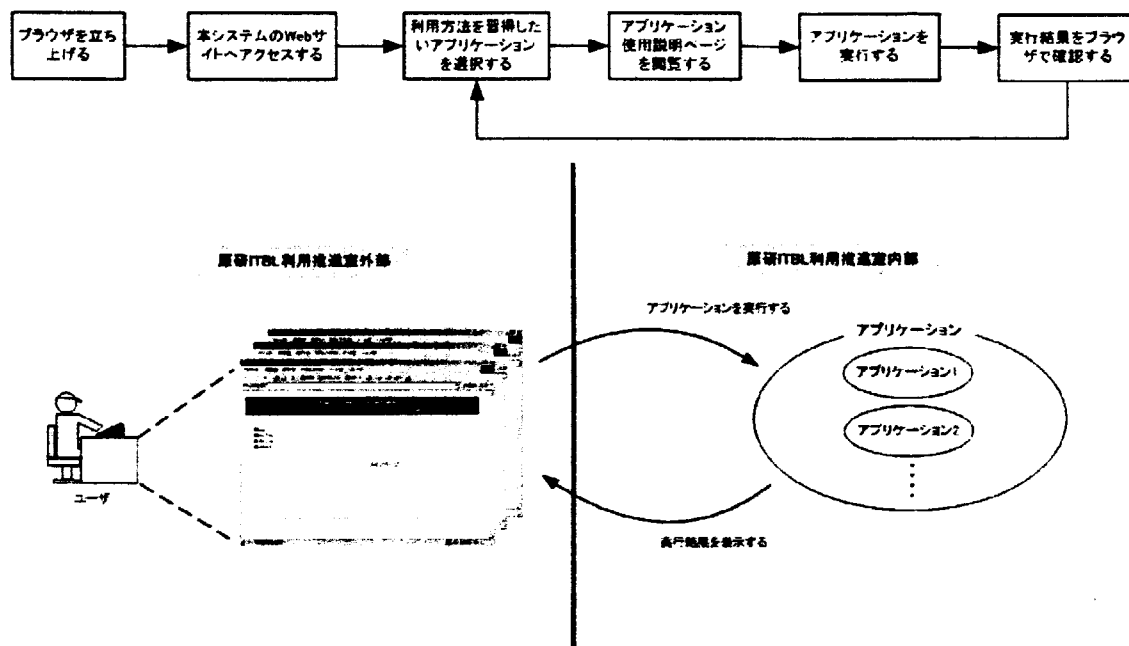 ブラウザを立ち
上げる
本システムのWebサ
イトへアクセスする
利用方法を習得した
いアプリケーション
を選択する
アプリケーション
使用説明ページ
を閲覧する
アプリケーションを
実行する
実行結果をブラウ
ザで確認する
原研ITBL利用推進室外部
原研ITBL利用推進室内部
アプリケーションを実行する
アプリケーション
アプリケーション1
アプリケーション2
ユーザ
実行結果を表示する